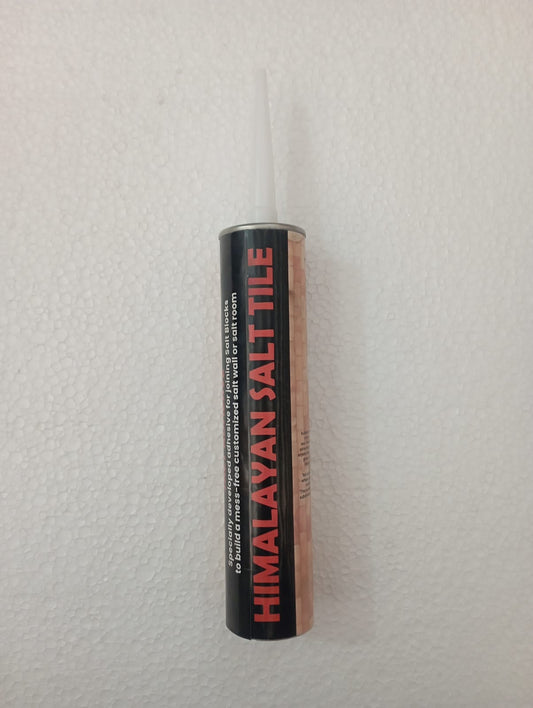 Specially developed adhesive for joining Salt Blocks
to build a mess-free customized salt wall or salt room
HIMALAYAN SALT TILE